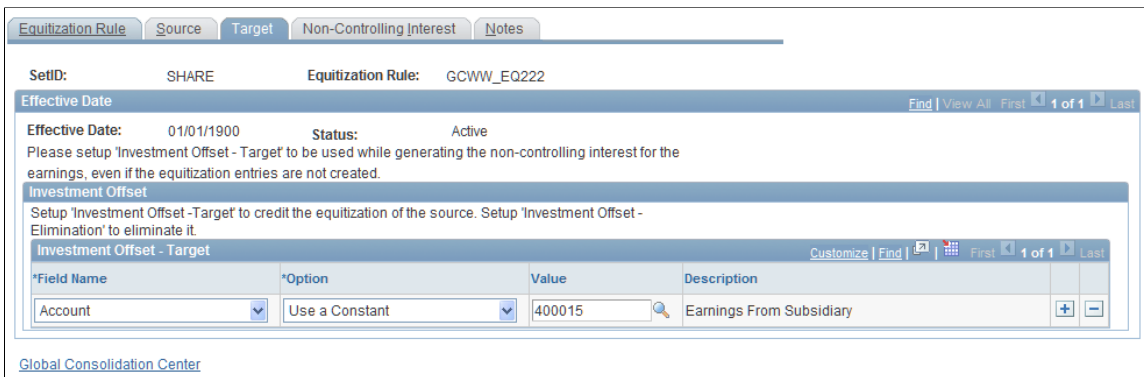 Equitization Rule Source Target Non-Controlling Interest Notes
SetID: SHARE Equitization Rule: GCWW_EQ222
Effective Date Find | View All First 1 of 1 Last
Effective Date: 01/01/1900 Status: Active
Please setup 'Investment Offset - Target' to be used while generating the non-controlling interest for the
earnings, even if the equitization entries are not created.
Investment Offset
Setup 'Investment Offset -Target' to credit the equitization of the source. Setup 'Investment Offset -
Elimination' to eliminate it.
Investment Offset - Target Customize | Find | | First 1 of 1 Last
*Field Name *Option Value Description
Account Use a Constant 400015 Earnings From Subsidiary + -
Global Consolidation Center